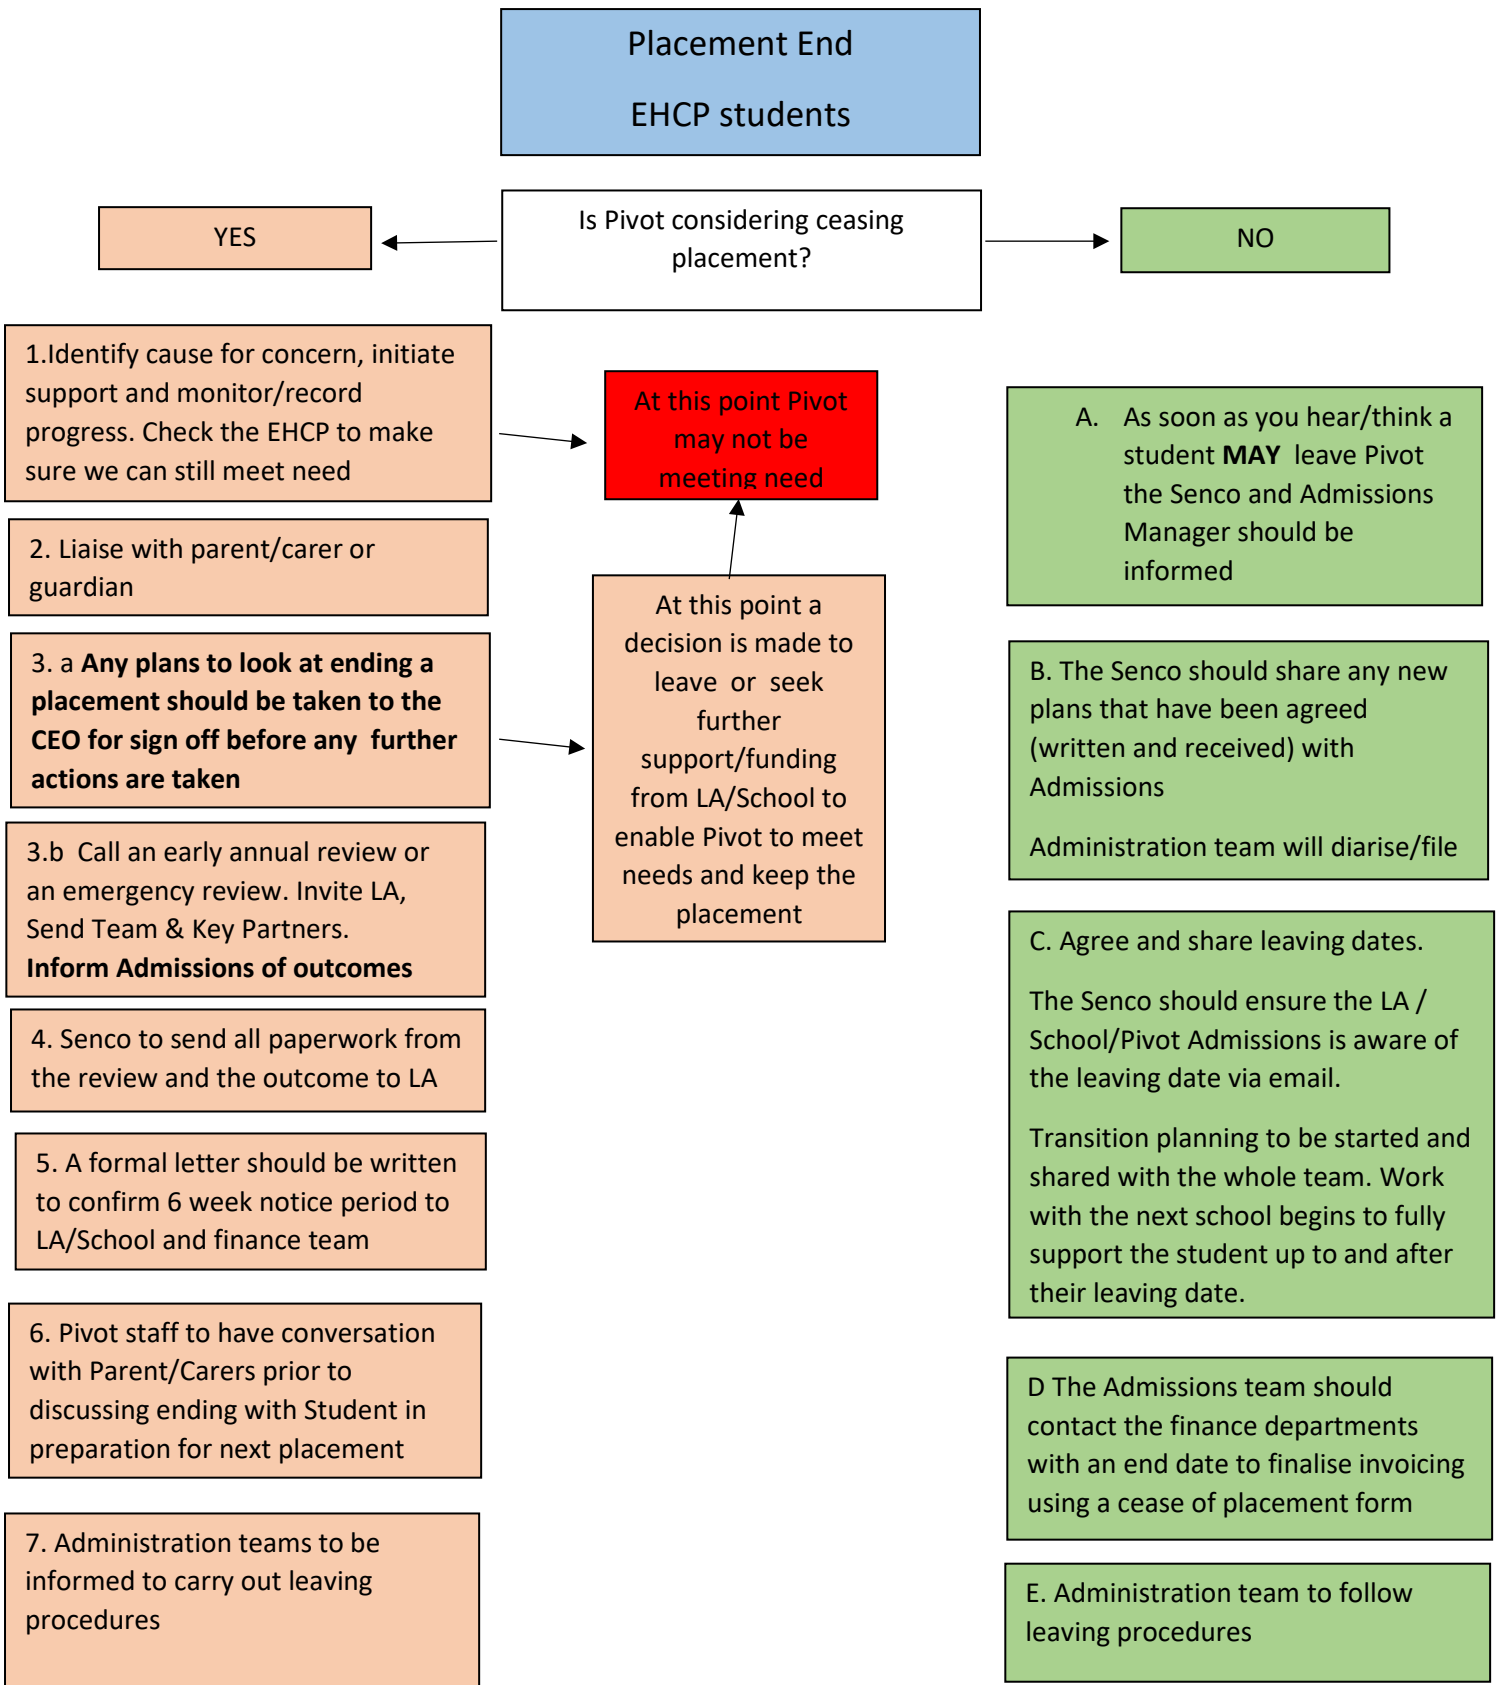 Placement End
EHCP students
YES
Is Pivot considering ceasing
placement?
NO
1.Identify cause for concern, initiate
support and monitor/record
progress. Check the EHCP to make
sure we can still meet need
2. Liaise with parent/carer or
guardian
3. a Any plans to look at ending a
placement should be taken to the
CEO for sign off before any  further
actions are taken
3.b  Call an early annual review or
an emergency review. Invite LA,
Send Team & Key Partners.
Inform Admissions of outcomes
4. Senco to send all paperwork from
the review and the outcome to LA
5. A formal letter should be written
to confirm 6 week notice period to
LA/School and finance team
6. Pivot staff to have conversation
with Parent/Carers prior to
discussing ending with Student in
preparation for next placement
7. Administration teams to be
informed to carry out leaving
procedures
At this point Pivot
may not be
meeting need
At this point a
decision is made to
leave  or  seek
further
support/funding
from LA/School to
enable Pivot to meet
needs and keep the
placement
A. As soon as you hear/think a
student MAY  leave Pivot
the Senco and Admissions
Manager should be
informed
B. The Senco should share any new
plans that have been agreed
(written and received) with
Admissions
Administration team will diarise/file
C. Agree and share leaving dates.
The Senco should ensure the LA /
School/Pivot Admissions is aware of
the leaving date via email.
Transition planning to be started and
shared with the whole team. Work
with the next school begins to fully
support the student up to and after
their leaving date.
D The Admissions team should
contact the finance departments
with an end date to finalise invoicing
using a cease of placement form
E. Administration team to follow
leaving procedures